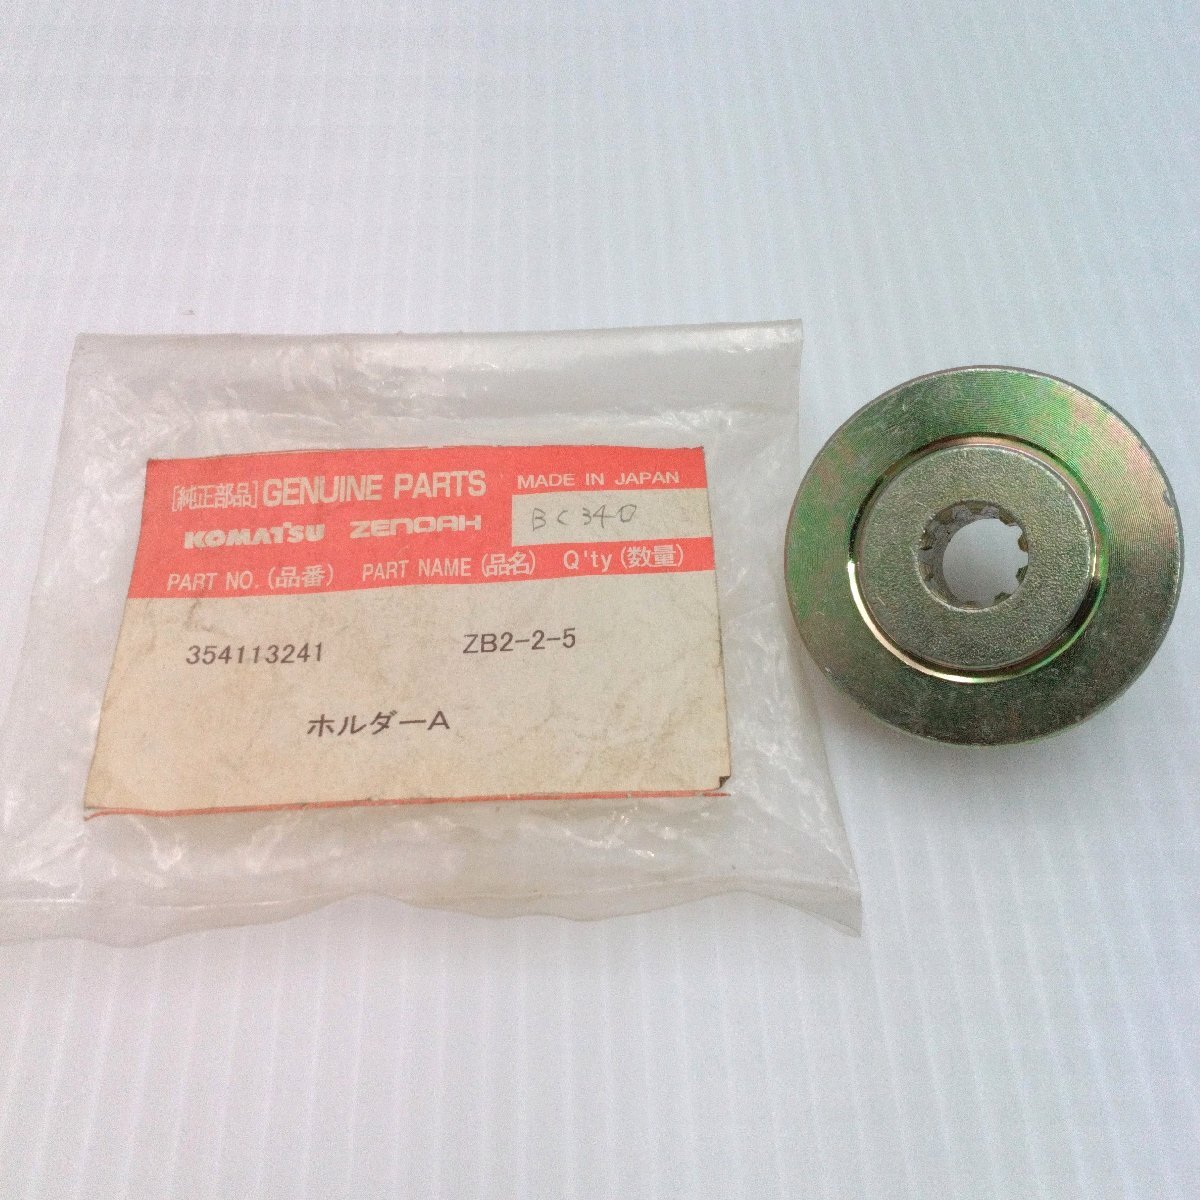 [純正部品] GENUINE PARTS MADE IN JAPAN
KOMATSU ZENOAH BC340
PART NO.(品番) PART NAME(品名) Q'ty(数量)
354113241 ZB2-2-5
ホルダーA